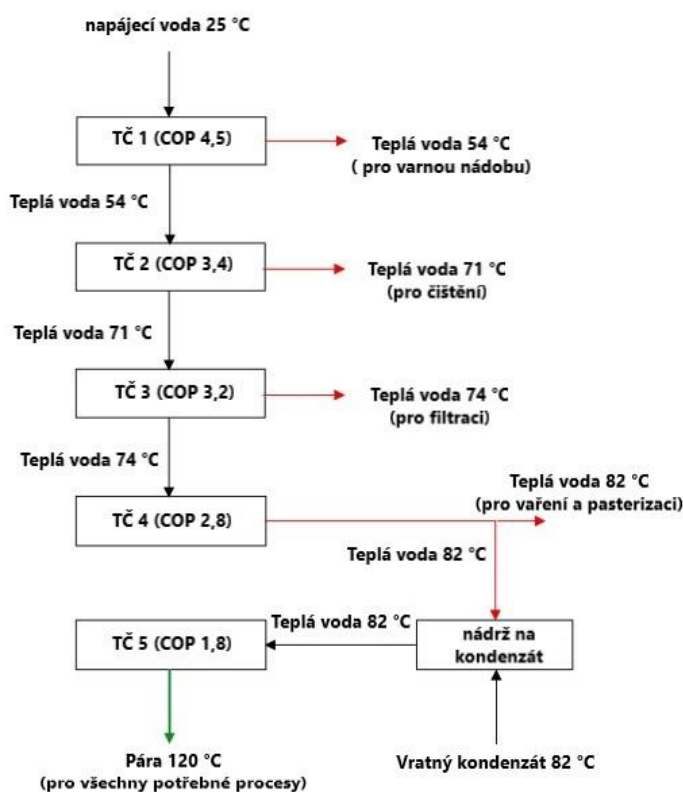 napájecí voda 25 °C
TČ 1 (COP 4,5)
Teplá voda 54 °C
( pro varnou nádobu)
Teplá voda 54 °C
TČ 2 (COP 3,4)
Teplá voda 71 °C
(pro čištění)
Teplá voda 71 °C
TČ 3 (COP 3,2)
Teplá voda 74 °C
(pro filtraci)
Teplá voda 74 °C
Teplá voda 82 °C
(pro vaření a pasterizaci)
TČ 4 (COP 2,8)
Teplá voda 82 °C
Teplá voda 82 °C
TČ 5 (COP 1,8)
nádrž na
kondenzát
Pára 120 °C
(pro všechny potřebné procesy)
Vratný kondenzát 82 °C